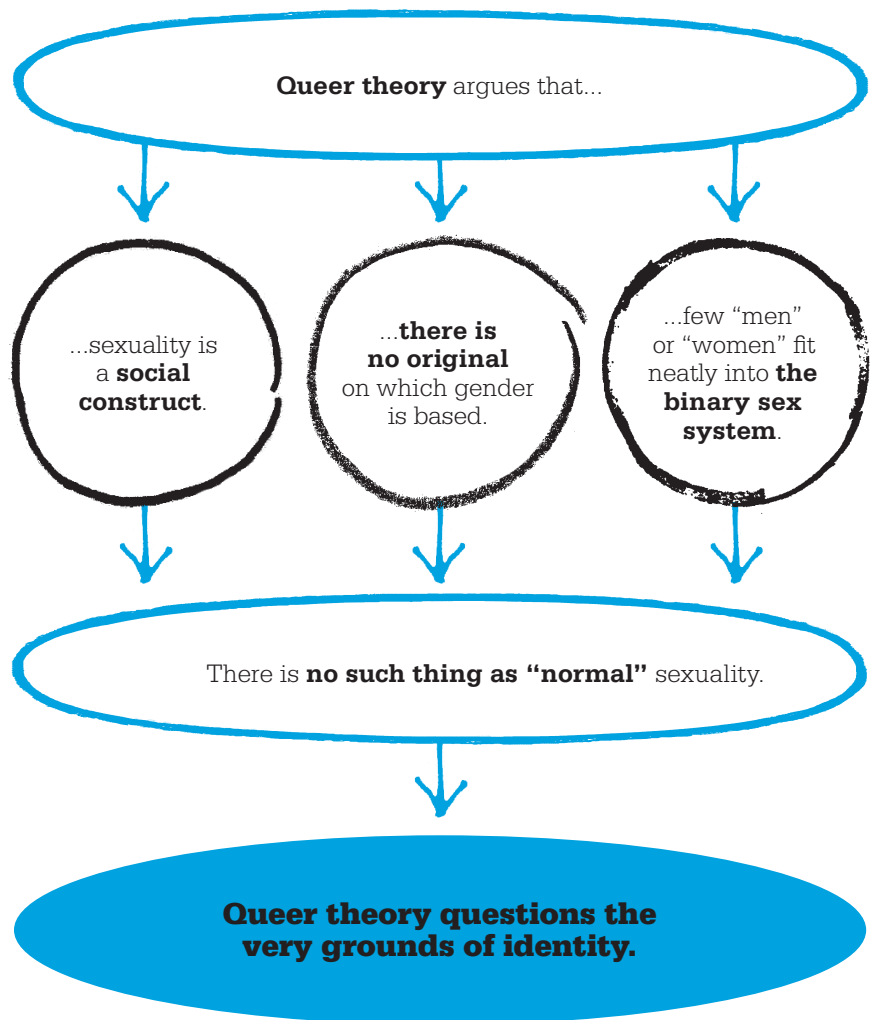 Queer theory argues that...
...sexuality is
a social
construct.
...there is
no original
on which gender
is based.
...few “men”
or “women” fit
neatly into the
binary sex
system.
There is no such thing as “normal” sexuality.
Queer theory questions the
very grounds of identity.